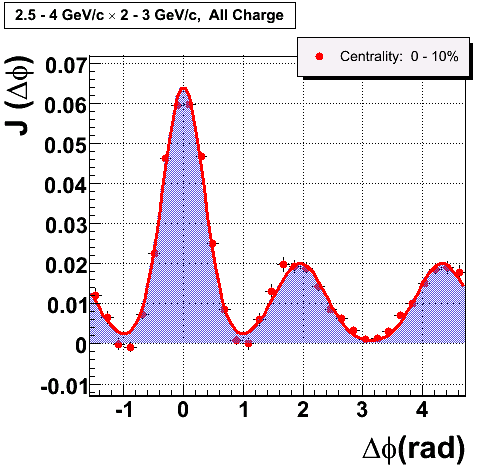 2.5 - 4 GeV/c × 2 - 3 GeV/c, All Charge
Centrality: 0 - 10%
J (Δϕ)
0.07
0.06
0.05
0.04
0.03
0.02
0.01
0
-0.01
-1 0 1 2 3 4
Δϕ(rad)